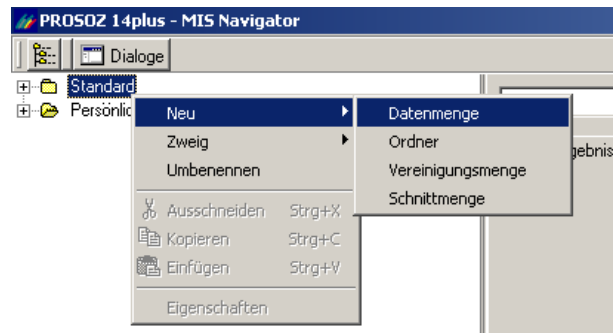 PROSOZ 14plus - MIS Navigator
Dialoge
Standard
Persönlic
Neu
Zweig
Umbenennen
Ausschneiden Strg+X
Kopieren Strg+C
Einfügen Strg+V
Eigenschaften
Datenmenge
Ordner
Vereinigungsmenge
Schnittmenge
gebnis